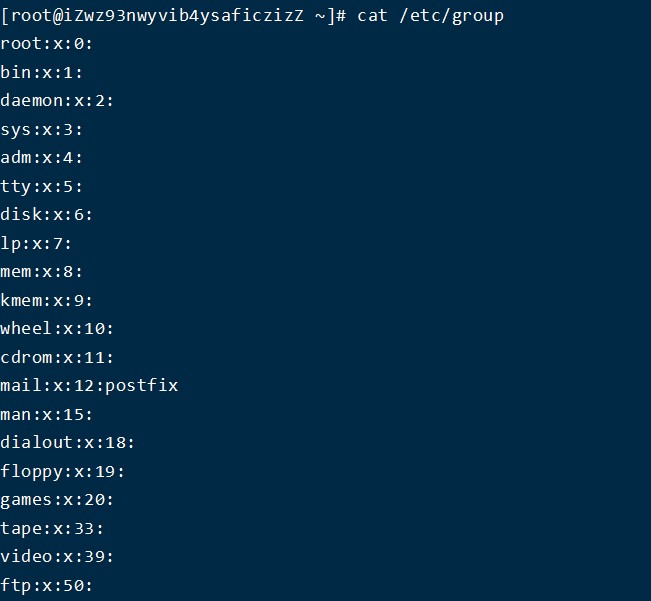 [root@iZwz93nwyvib4ysaficzizZ ~]# cat /etc/group
root:x:0:
bin:x:1:
daemon:x:2:
sys:x:3:
adm:x:4:
tty:x:5:
disk:x:6:
lp:x:7:
mem:x:8:
kmem:x:9:
wheel:x:10:
cdrom:x:11:
mail:x:12:postfix
man:x:15:
dialout:x:18:
floppy:x:19:
games:x:20:
tape:x:33:
video:x:39:
ftp:x:50: